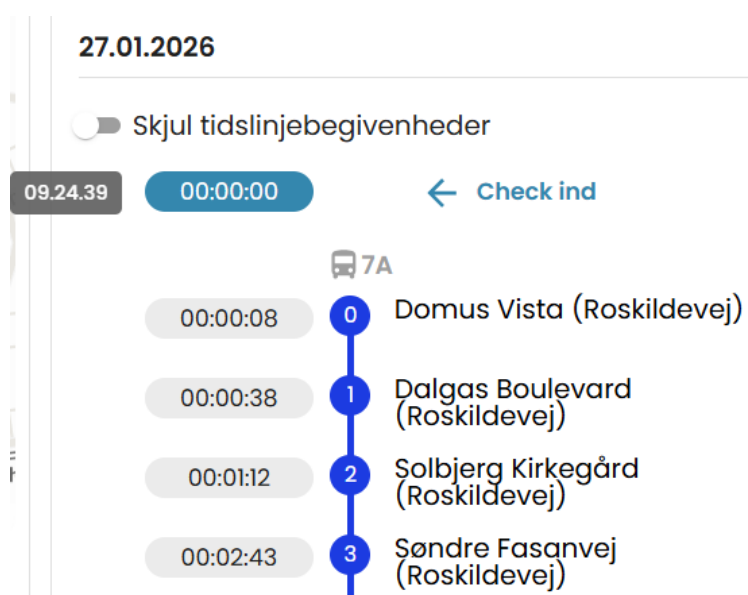 27.01.2026
Skjul tidslinjebegivenheder
09.24.39 00:00:00 Check ind
7A
00:00:08 0 Domus Vista (Roskildevej)
00:00:38 1 Dalgas Boulevard
(Roskildevej)
00:01:12 2 Solbjerg Kirkegård
(Roskildevej)
00:02:43 3 Søndre Fasanvej
(Roskildevej)